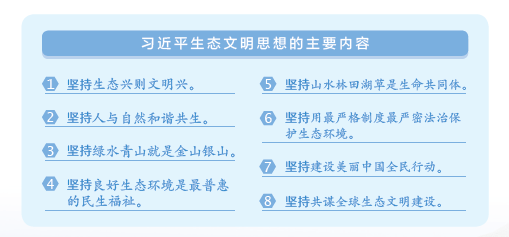 习近平生态文明思想的主要内容
1 坚持生态兴则文明兴。
2 坚持人与自然和谐共生。
3 坚持绿水青山就是金山银山。
4 坚持良好生态环境是最普惠
的民生福祉。
5 坚持山水林田湖草是生命共同体。
6 坚持用最严格制度最严密法治保
护生态环境。
7 坚持建设美丽中国全民行动。
8 坚持共谋全球生态文明建设。